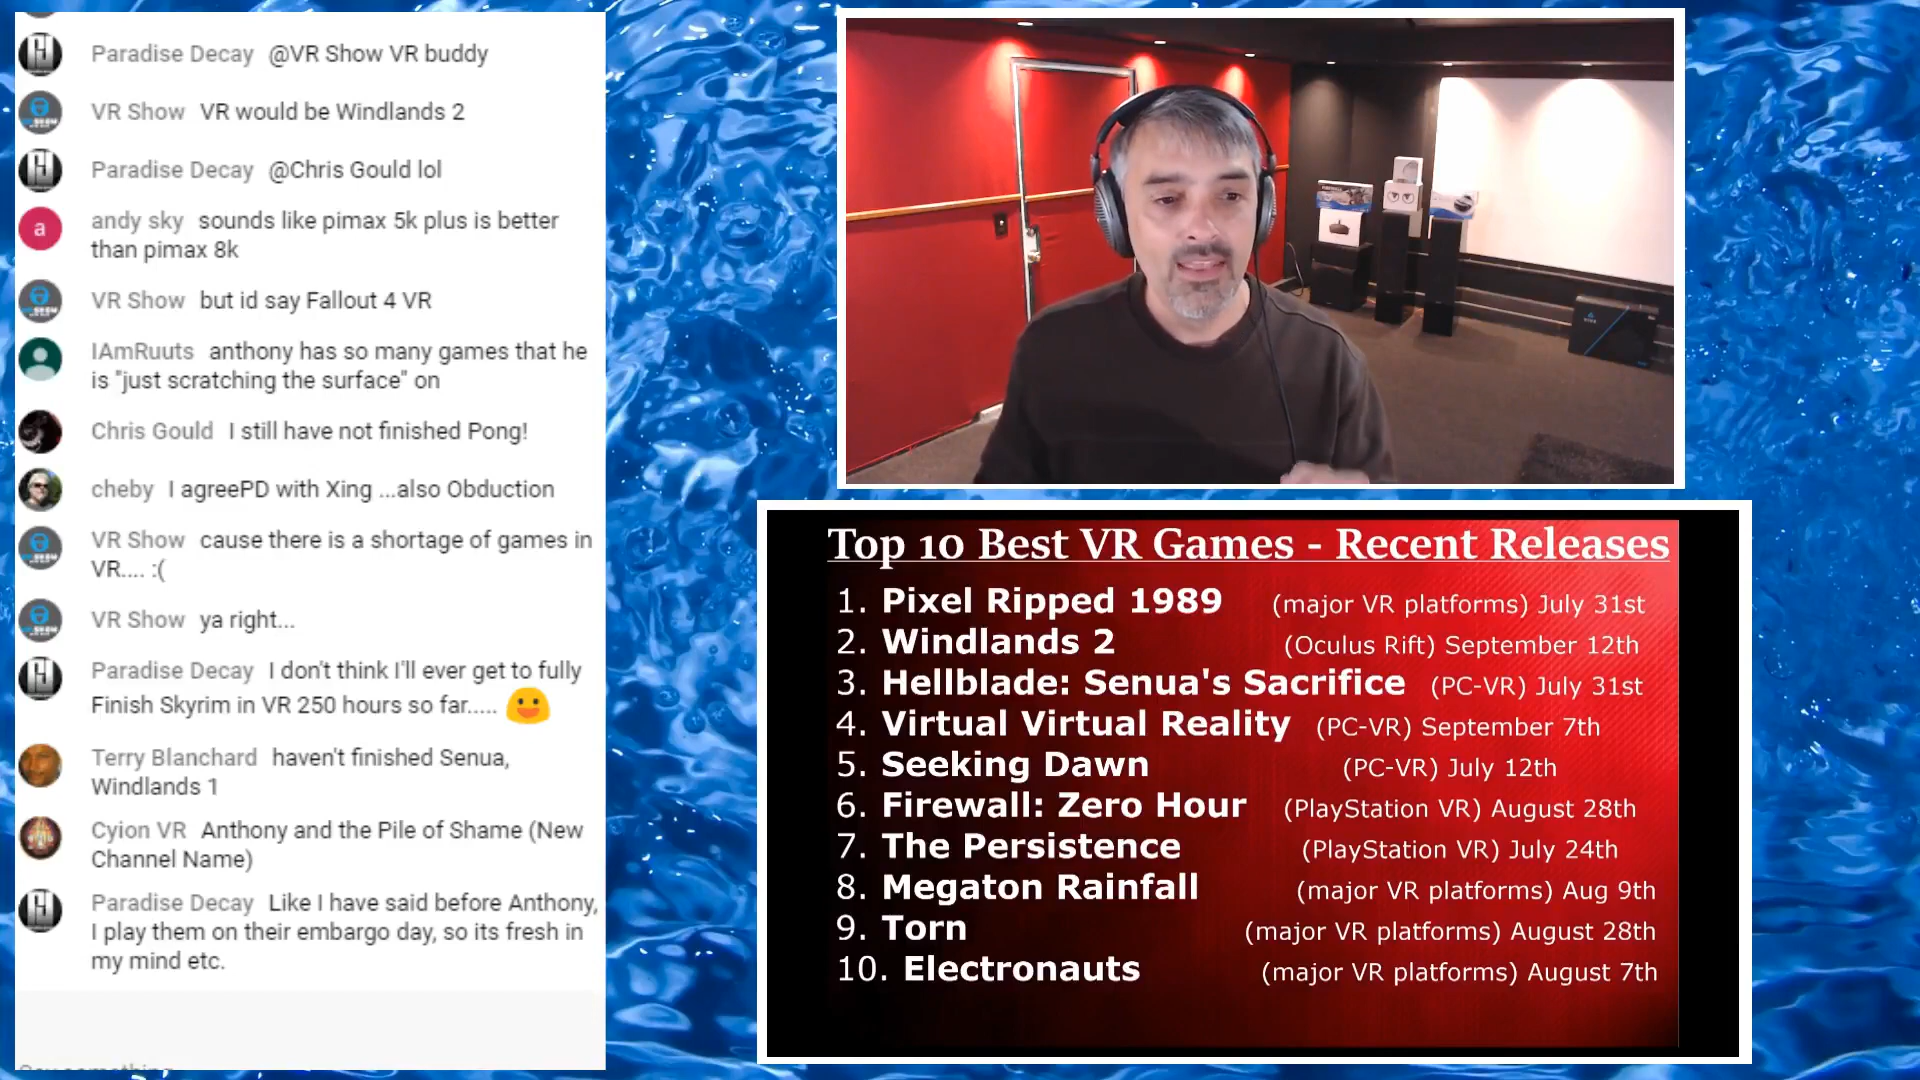 Paradise Decay @VR Show VR buddy
VR Show VR would be Windlands 2
Paradise Decay @Chris Gould lol
a
andy sky sounds like pimax 5k plus is better
than pimax 8k
VR Show but id say Fallout 4 VR
IAmRuuts anthony has so many games that he
is "just scratching the surface" on
Chris Gould I still have not finished Pong!
cheby I agreePD with Xing ...also Obduction
VR Show cause there is a shortage of games in
VR.... :(
VR Show ya right...
Paradise Decay I don't think I'll ever get to fully
Finish Skyrim in VR 250 hours so far.....
Terry Blanchard haven't finished Senua,
Windlands 1
Cyion VR Anthony and the Pile of Shame (New
Channel Name)
Paradise Decay Like I have said before Anthony,
I play them on their embargo day, so its fresh in
my mind etc.
Top 10 Best VR Games - Recent Releases
1. Pixel Ripped 1989 (major VR platforms) July 31st
2. Windlands 2 (Oculus Rift) September 12th
3. Hellblade: Senua's Sacrifice (PC-VR) July 31st
4. Virtual Virtual Reality (PC-VR) September 7th
5. Seeking Dawn (PC-VR) July 12th
6. Firewall: Zero Hour (PlayStation VR) August 28th
7. The Persistence (PlayStation VR) July 24th
8. Megaton Rainfall (major VR platforms) Aug 9th
9. Torn (major VR platforms) August 28th
10. Electronauts (major VR platforms) August 7th